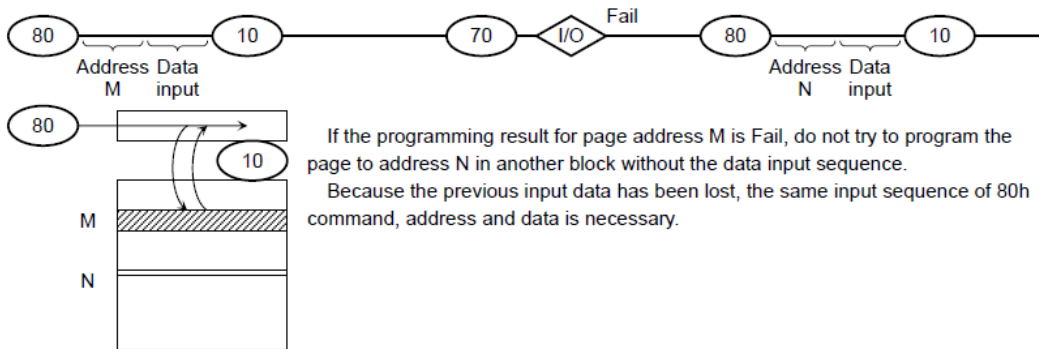 Fail
80 10 70 I/O 80 10
Address Data Address Data
M input N input
80
If the programming result for page address M is Fail, do not try to program the
10
page to address N in another block without the data input sequence.
Because the previous input data has been lost, the same input sequence of 80h
M
command, address and data is necessary.
N